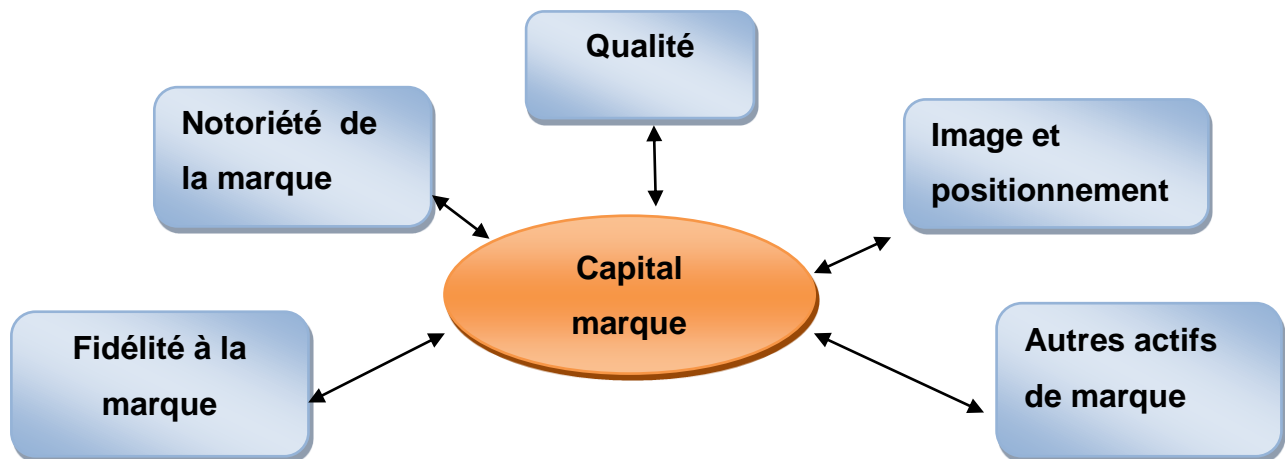 Qualité
Notoriété de
la marque
Image et
positionnement
Capital
marque
Fidélité à la
marque
Autres actifs
de marque